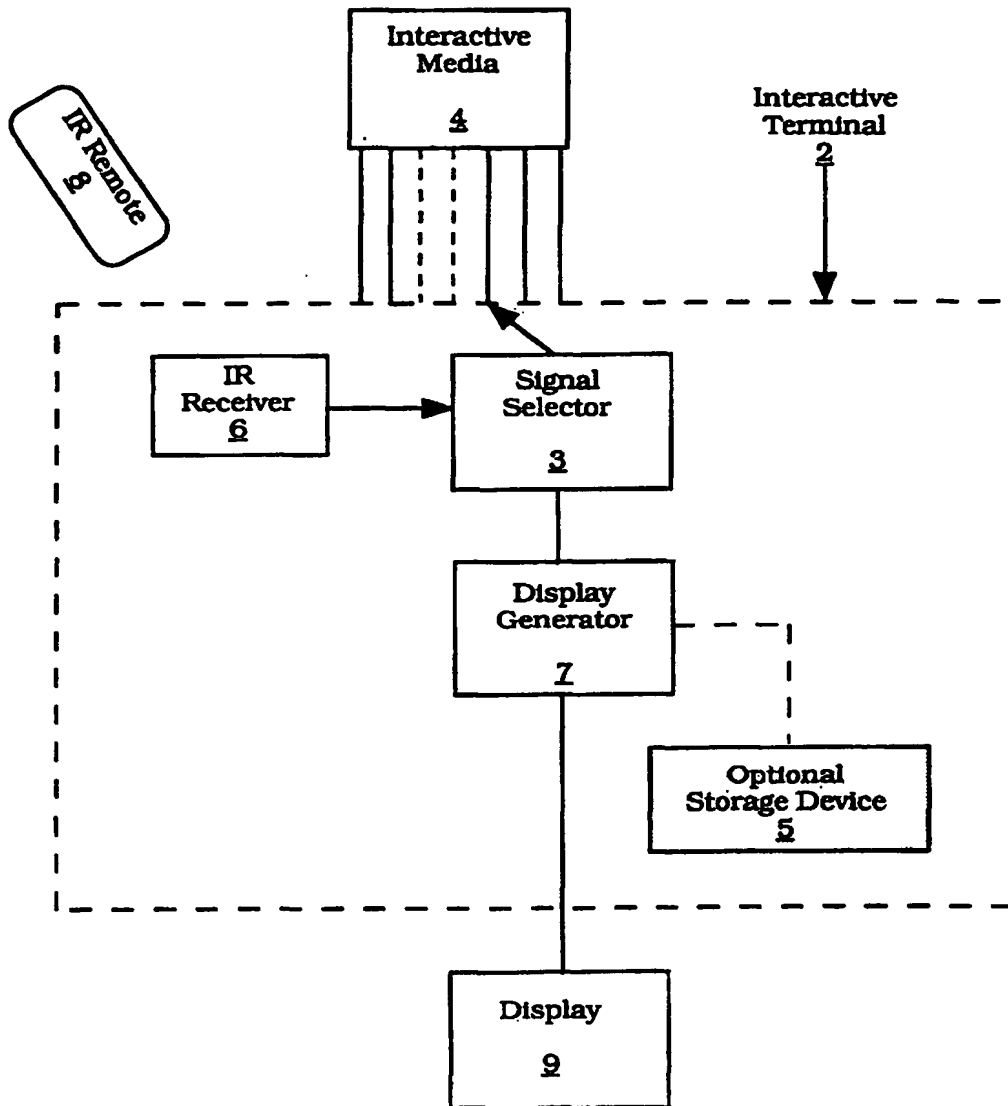 Interactive
Media
4
IR Remote
8
Interactive
Terminal
2
IR
Receiver
6
Signal
Selector
3
Display
Generator
7
Optional
Storage Device
5
Display
9